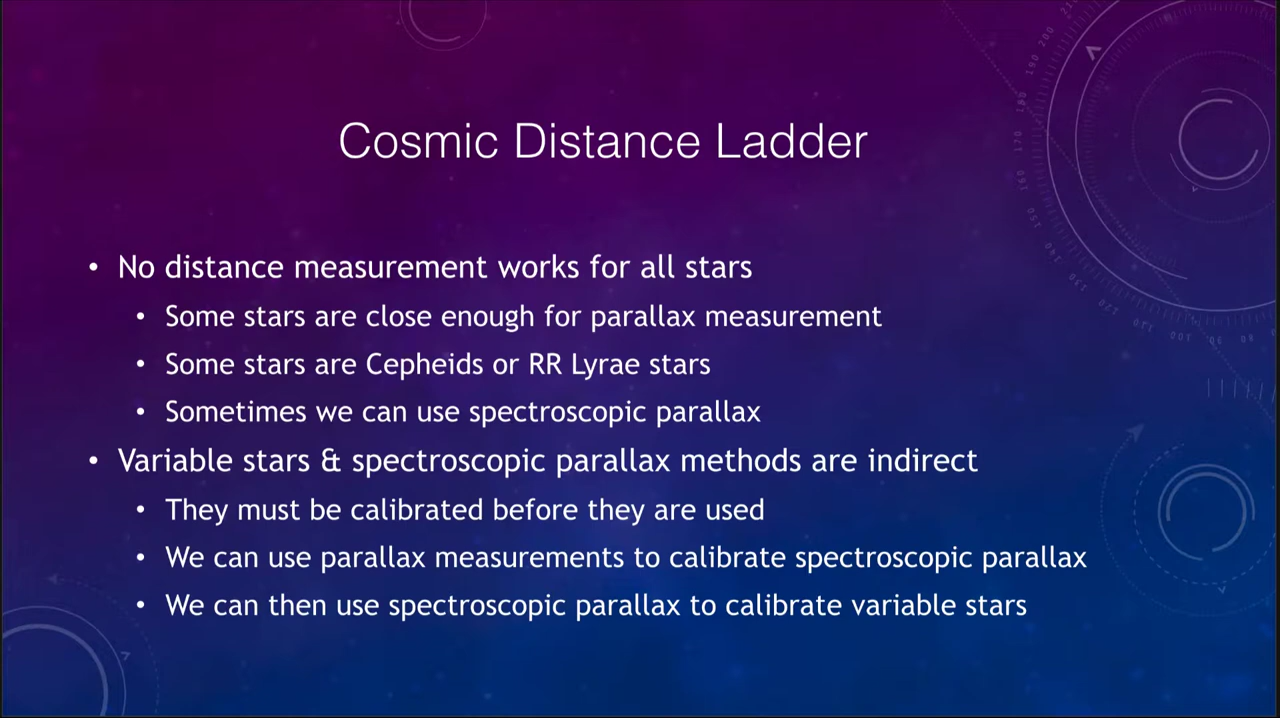 Cosmic Distance Ladder
• No distance measurement works for all stars
• Some stars are close enough for parallax measurement
• Some stars are Cepheids or RR Lyrae stars
• Sometimes we can use spectroscopic parallax
• Variable stars & spectroscopic parallax methods are indirect
• They must be calibrated before they are used
• We can use parallax measurements to calibrate spectroscopic parallax
• We can then use spectroscopic parallax to calibrate variable stars